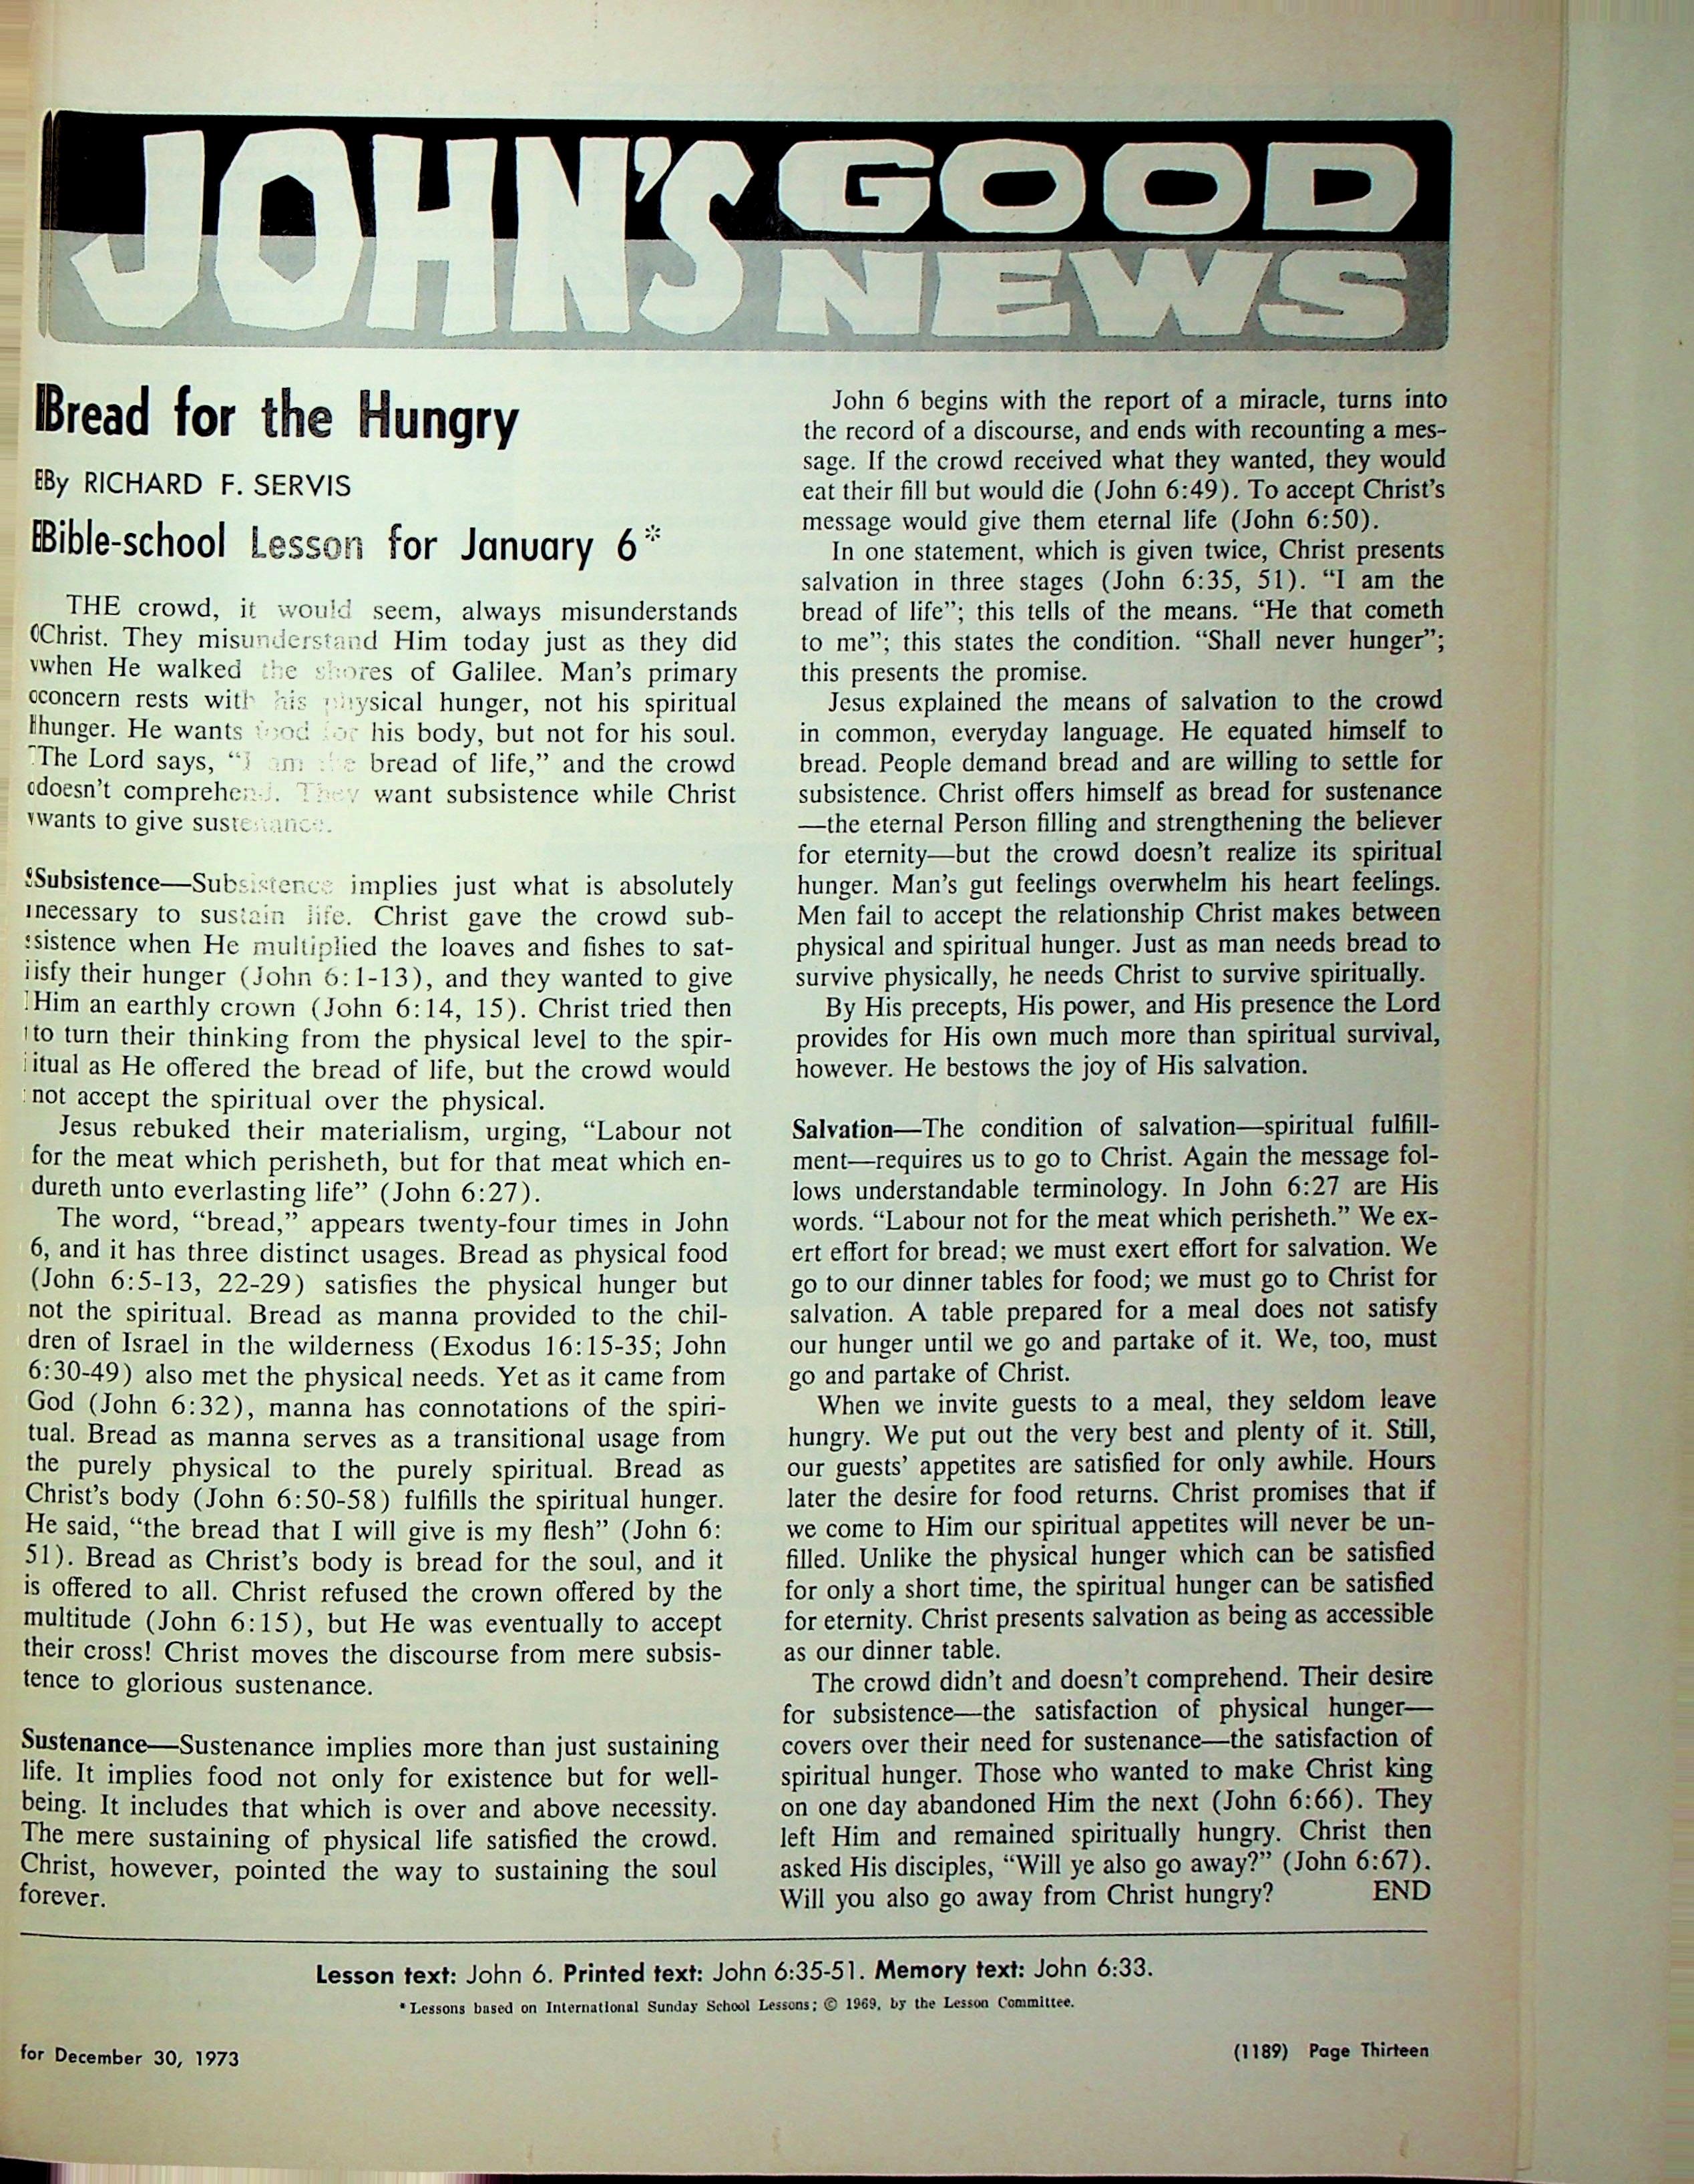 JOHN'S GOOD
NEWS
Bread for the Hungry
By RICHARD F. SERVIS
Bible-school Lesson for January 6*
THE crowd, it would seem, always misunderstands
Christ. They misunderstand Him today just as they did
when He walked the shores of Galilee. Man's primary
concern rests with his physical hunger, not his spiritual
hunger. He wants food for his body, but not for his soul.
The Lord says, “I am the bread of life,” and the crowd
doesn't comprehend. They want subsistence while Christ
wants to give sustenance.
Subsistence—Subsistence implies just what is absolutely
necessary to sustain life. Christ gave the crowd sub-
sistence when He multiplied the loaves and fishes to sat-
isfy their hunger (John 6:1-13), and they wanted to give
Him an earthly crown (John 6:14, 15). Christ tried then
to turn their thinking from the physical level to the spir-
itual as He offered the bread of life, but the crowd would
not accept the spiritual over the physical.
Jesus rebuked their materialism, urging, “Labour not
for the meat which perisheth, but for that meat which en-
dureth unto everlasting life” (John 6:27).
The word, “bread,” appears twenty-four times in John
6, and it has three distinct usages. Bread as physical food
(John 6:5-13, 22-29) satisfies the physical hunger but
not the spiritual. Bread as manna provided to the chil-
dren of Israel in the wilderness (Exodus 16:15-35; John
6:30-49) also met the physical needs. Yet as it came from
God (John 6:32), manna has connotations of the spiri-
tual. Bread as manna serves as a transitional usage from
the purely physical to the purely spiritual. Bread as
Christ's body (John 6:50-58) fulfills the spiritual hunger.
He said, “the bread that I will give is my flesh” (John 6:
51). Bread as Christ's body is bread for the soul, and it
is offered to all. Christ refused the crown offered by the
multitude (John 6:15), but He was eventually to accept
their cross! Christ moves the discourse from mere subsis-
tence to glorious sustenance.
Sustenance—Sustenance implies more than just sustaining
life. It implies food not only for existence but for well-
being. It includes that which is over and above necessity.
The mere sustaining of physical life satisfied the crowd.
Christ, however, pointed the way to sustaining the soul
forever.
John 6 begins with the report of a miracle, turns into
the record of a discourse, and ends with recounting a mes-
sage. If the crowd received what they wanted, they would
eat their fill but would die (John 6:49). To accept Christ's
message would give them eternal life (John 6:50).
In one statement, which is given twice, Christ presents
salvation in three stages (John 6:35, 51). “I am the
bread of life”; this tells of the means. “He that cometh
to me”; this states the condition. “Shall never hunger”;
this presents the promise.
Jesus explained the means of salvation to the crowd
in common, everyday language. He equated himself to
bread. People demand bread and are willing to settle for
subsistence. Christ offers himself as bread for sustenance
—the eternal Person filling and strengthening the believer
for eternity—but the crowd doesn't realize its spiritual
hunger. Man's gut feelings overwhelm his heart feelings.
Men fail to accept the relationship Christ makes between
physical and spiritual hunger. Just as man needs bread to
survive physically, he needs Christ to survive spiritually.
By His precepts, His power, and His presence the Lord
provides for His own much more than spiritual survival,
however. He bestows the joy of His salvation.
Salvation—The condition of salvation—spiritual fulfill-
ment—requires us to go to Christ. Again the message fol-
lows understandable terminology. In John 6:27 are His
words. “Labour not for the meat which perisheth.” We ex-
ert effort for bread; we must exert effort for salvation. We
go to our dinner tables for food; we must go to Christ for
salvation. A table prepared for a meal does not satisfy
our hunger until we go and partake of it. We, too, must
go and partake of Christ.
When we invite guests to a meal, they seldom leave
hungry. We put out the very best and plenty of it. Still,
our guests' appetites are satisfied for only awhile. Hours
later the desire for food returns. Christ promises that if
we come to Him our spiritual appetites will never be un-
filled. Unlike the physical hunger which can be satisfied
for only a short time, the spiritual hunger can be satisfied
for eternity. Christ presents salvation as being as accessible
as our dinner table.
The crowd didn't and doesn't comprehend. Their desire
for subsistence—the satisfaction of physical hunger—
covers over their need for sustenance—the satisfaction of
spiritual hunger. Those who wanted to make Christ king
on one day abandoned Him the next (John 6:66). They
left Him and remained spiritually hungry. Christ then
asked His disciples, “Will ye also go away?” (John 6:67).
Will you also go away from Christ hungry? END
Lesson text: John 6. Printed text: John 6:35-51. Memory text: John 6:33.
* Lessons based on International Sunday School Lessons; © 1969, by the Lesson Committee.
for December 30, 1973
(1189) Page Thirteen